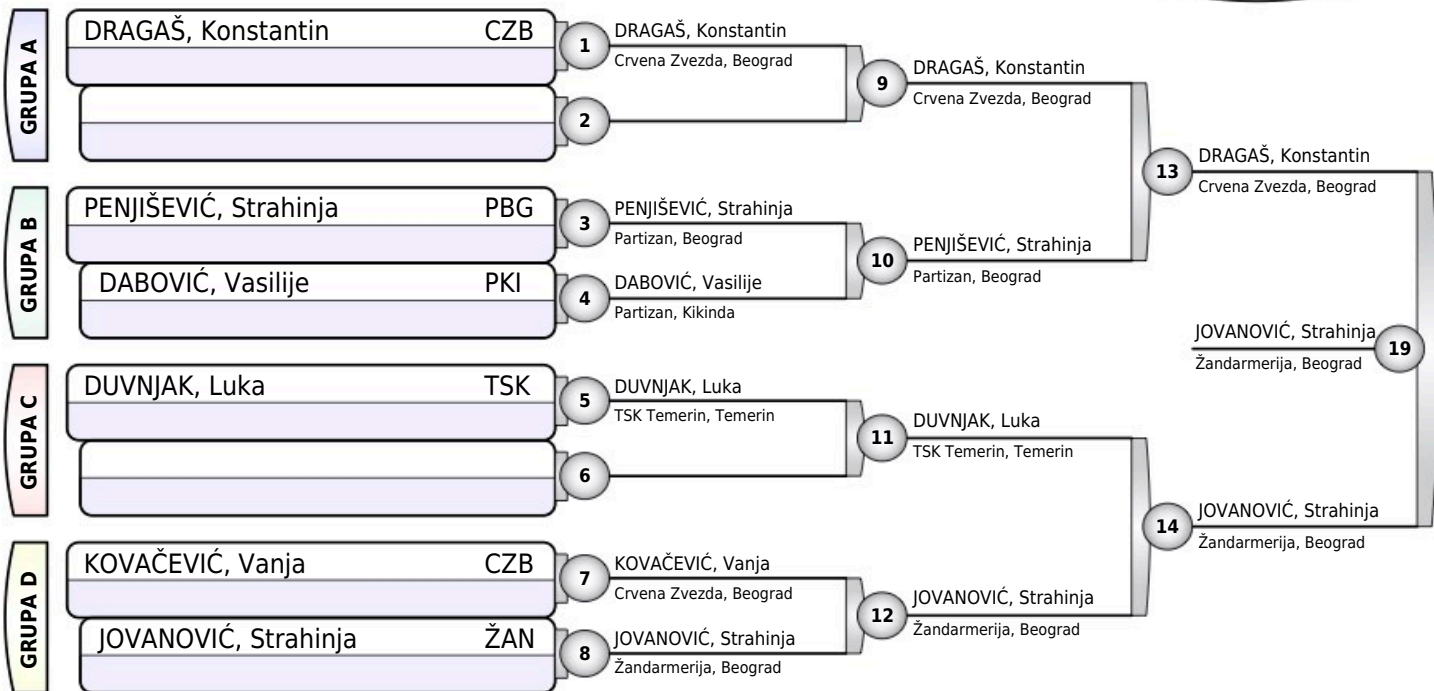 GRUPA A
DRAGAŠ, Konstantin CZB
1
DRAGAŠ, Konstantin
Crvena Zvezda, Beograd
2
9
DRAGAŠ, Konstantin
Crvena Zvezda, Beograd
GRUPA B
PENJIŠEVIĆ, Strahinja PBG
3
PENJIŠEVIĆ, Strahinja
Partizan, Beograd
DABOVIĆ, Vasilije PKI
4
DABOVIĆ, Vasilije
Partizan, Kikinda
10
PENJIŠEVIĆ, Strahinja
Partizan, Beograd
13
DRAGAŠ, Konstantin
Crvena Zvezda, Beograd
GRUPA C
DUVNJAK, Luka TSK
5
DUVNJAK, Luka
TSK Temerin, Temerin
6
11
DUVNJAK, Luka
TSK Temerin, Temerin
GRUPA D
KOVAČEVIĆ, Vanja CZB
7
KOVAČEVIĆ, Vanja
Crvena Zvezda, Beograd
JOVANOVIĆ, Strahinja ŽAN
8
JOVANOVIĆ, Strahinja
Žandarmerija, Beograd
12
JOVANOVIĆ, Strahinja
Žandarmerija, Beograd
14
JOVANOVIĆ, Strahinja
Žandarmerija, Beograd
JOVANOVIĆ, Strahinja
Žandarmerija, Beograd
19